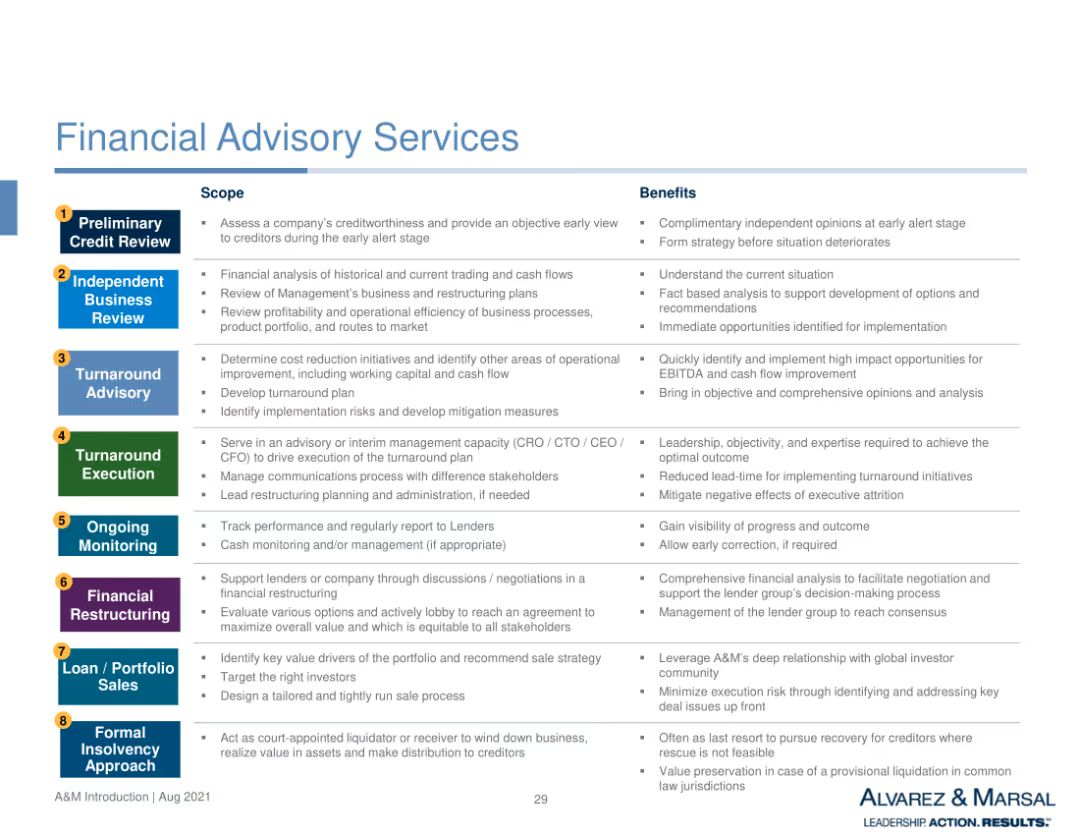 Financial Advisory Services
Scope
Benefits
1
Preliminary
Credit Review
▪ Assess a company's creditworthiness and provide an objective early view
to creditors during the early alert stage
▪ Complimentary independent opinions at early alert stage
▪ Form strategy before situation deteriorates
2
Independent
Business
Review
▪ Financial analysis of historical and current trading and cash flows
▪ Review of Management's business and restructuring plans
▪ Review profitability and operational efficiency of business processes,
product portfolio, and routes to market
▪ Understand the current situation
▪ Fact based analysis to support development of options and
recommendations
▪ Immediate opportunities identified for implementation
3
Turnaround
Advisory
▪ Determine cost reduction initiatives and identify other areas of operational
improvement, including working capital and cash flow
▪ Develop turnaround plan
▪ Identify implementation risks and develop mitigation measures
▪ Quickly identify and implement high impact opportunities for
EBITDA and cash flow improvement
▪ Bring in objective and comprehensive opinions and analysis
4
Turnaround
Execution
▪ Serve in an advisory or interim management capacity (CRO / CTO / CEO /
CFO) to drive execution of the turnaround plan
▪ Manage communications process with difference stakeholders
▪ Lead restructuring planning and administration, if needed
▪ Leadership, objectivity, and expertise required to achieve the
optimal outcome
▪ Reduced lead-time for implementing turnaround initiatives
▪ Mitigate negative effects of executive attrition
5
Ongoing
Monitoring
▪ Track performance and regularly report to Lenders
▪ Cash monitoring and/or management (if appropriate)
▪ Gain visibility of progress and outcome
▪ Allow early correction, if required
6
Financial
Restructuring
▪ Support lenders or company through discussions / negotiations in a
financial restructuring
▪ Evaluate various options and actively lobby to reach an agreement to
maximize overall value and which is equitable to all stakeholders
▪ Comprehensive financial analysis to facilitate negotiation and
support the lender group's decision-making process
▪ Management of the lender group to reach consensus
7
Loan / Portfolio
Sales
▪ Identify key value drivers of the portfolio and recommend sale strategy
▪ Target the right investors
▪ Design a tailored and tightly run sale process
▪ Leverage A&M's deep relationship with global investor
community
▪ Minimize execution risk through identifying and addressing key
deal issues up front
8
Formal
Insolvency
Approach
▪ Act as court-appointed liquidator or receiver to wind down business,
realize value in assets and make distribution to creditors
▪ Often as last resort to pursue recovery for creditors where
rescue is not feasible
▪ Value preservation in case of a provisional liquidation in common
law jurisdictions
A&M Introduction | Aug 2021
29
ALVAREZ & MARSAL
LEADERSHIP. ACTION. RESULTS.™